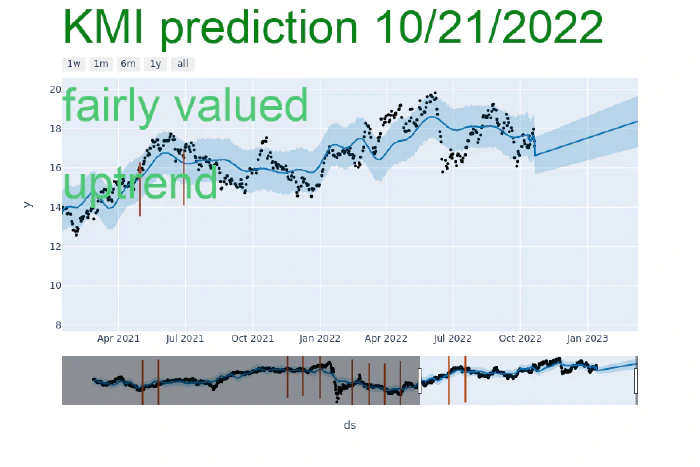 KMI prediction 10/21/2022
1w 1m 6m 1y all
fairly valued
uptrend
20
18
16
14
12
10
8
y
Apr 2021 Jul 2021 Oct 2021 Jan 2022 Apr 2022 Jul 2022 Oct 2022 Jan 2023
ds